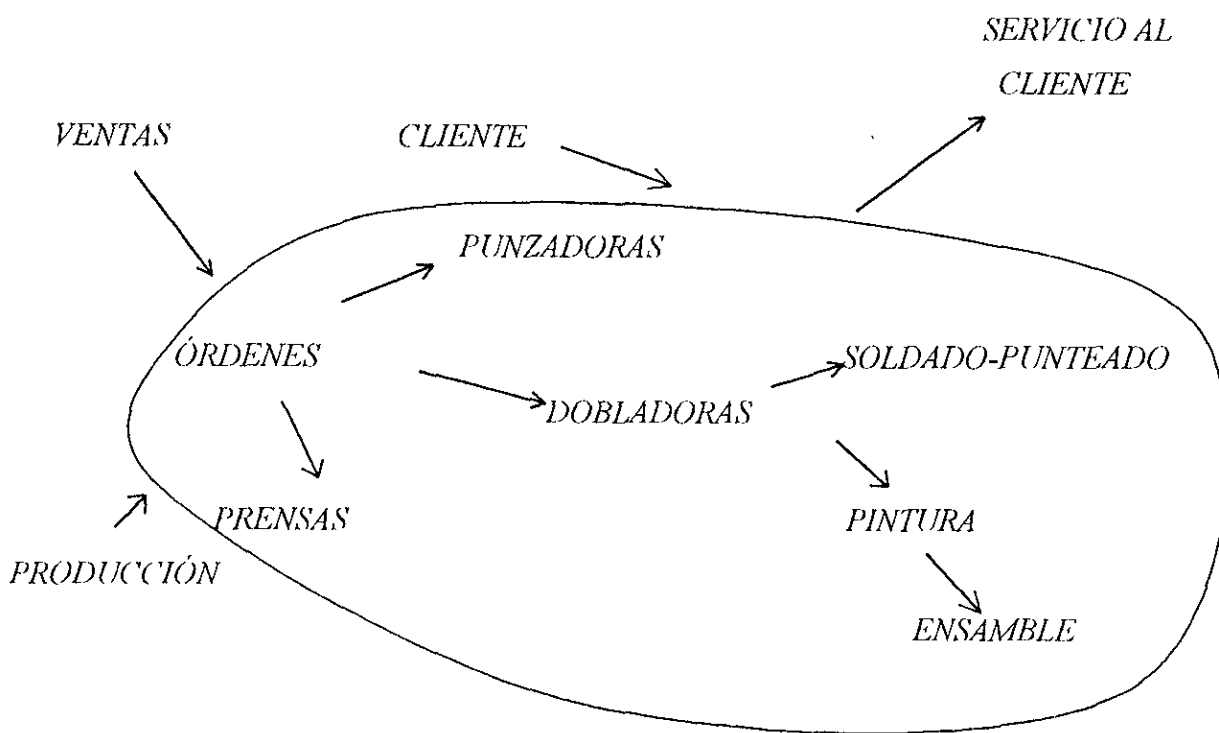 SERVICIO AL
CLIENTE
VENTAS
CLIENTE
PUNZADORAS
ÓRDENES
SOLDADO-PUNTEADO
DOBLADORAS
PRENSAS
PINTURA
PRODUCCIÓN
ENSAMBLE